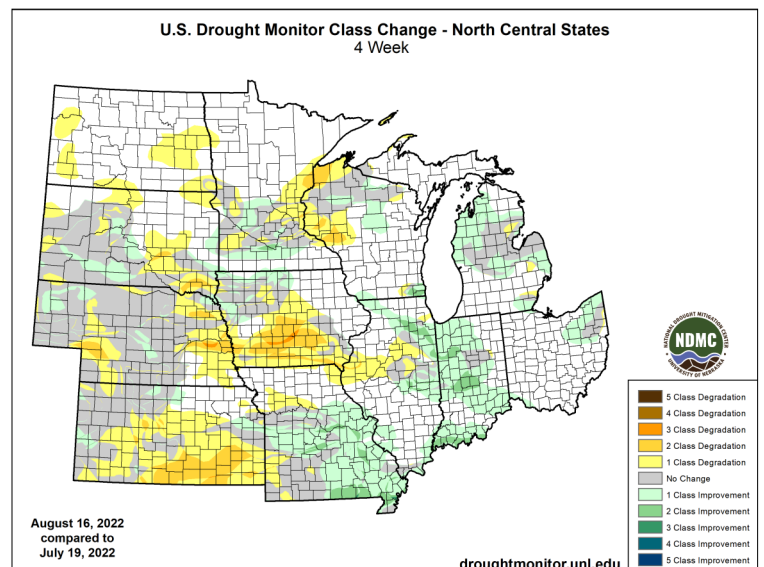 U.S. Drought Monitor Class Change - North Central States
4 Week
NATIONAL DROUGHT MITIGATION CENTER
NDMC
UNIVERSITY OF NEBRASKA
5 Class Degradation
4 Class Degradation
3 Class Degradation
2 Class Degradation
1 Class Degradation
No Change
1 Class Improvement
2 Class Improvement
3 Class Improvement
4 Class Improvement
5 Class Improvement
August 16, 2022
compared to
July 19, 2022
droughtmonitor.unl.edu